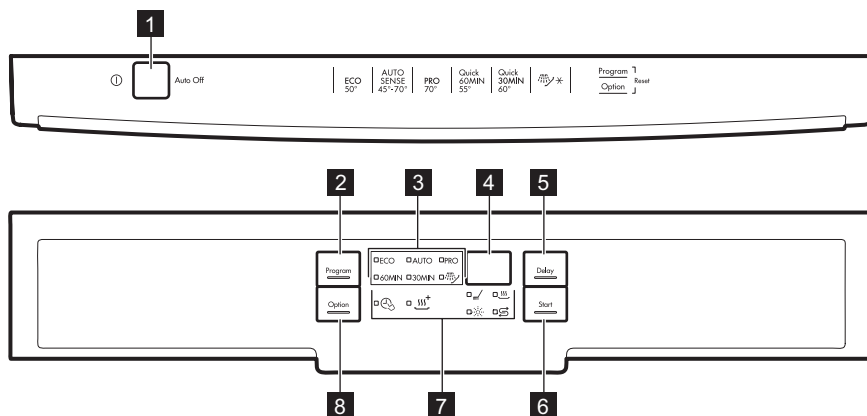 1
Auto Off
ECO
50°
AUTO
SENSE
45°-70°
PRO
70°
Quick
60MIN
55°
Quick
30MIN
60°
Program
Option
Reset
2
3
4
5
Program
ECO AUTO PRO
60MIN 30MIN
Delay
Option
Start
8
7
6